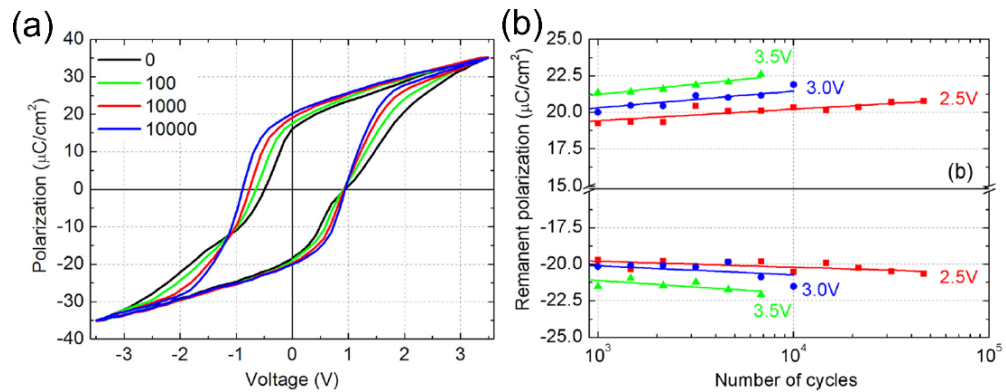 (a)
40
30
20
10
0
-10
-20
-30
-40
Polarization (μC/cm²)
0
100
1000
10000
-3 -2 -1 0 1 2 3
Voltage (V)
(b)
25.0
22.5
20.0
17.5
15.0
-17.5
-20.0
-22.5
-25.0
Remanent polarization (μC/cm²)
3.5V
3.0V
2.5V
(b)
2.5V
3.0V
3.5V
10³ 10⁴ 10⁵
Number of cycles